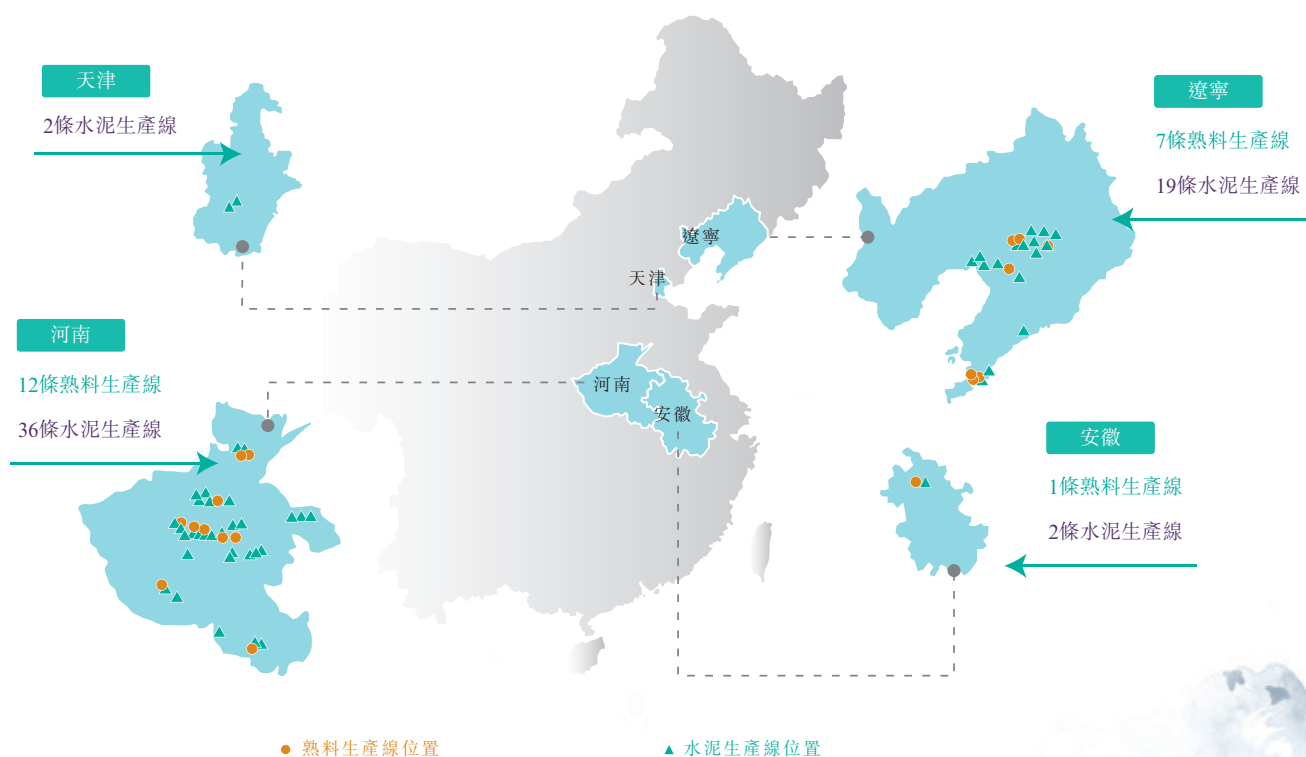 天津
2條水泥生產線
遼寧
7條熟料生產線
19條水泥生產線
遼寧
天津
河南
12條熟料生產線
36條水泥生產線
河南
安徽
安徽
1條熟料生產線
2條水泥生產線
熟料生產線位置
水泥生產線位置